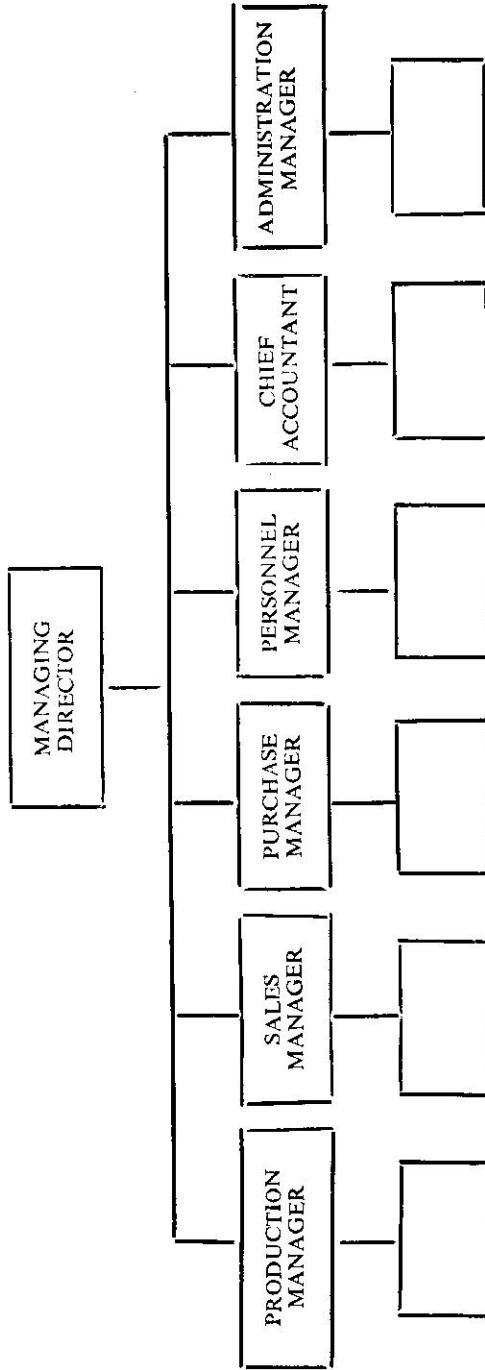 MANAGING
DIRECTOR
PRODUCTION
MANAGER
SALES
MANAGER
PURCHASE
MANAGER
PERSONNEL
MANAGER
CHIEF
ACCOUNTANT
ADMINISTRATION
MANAGER